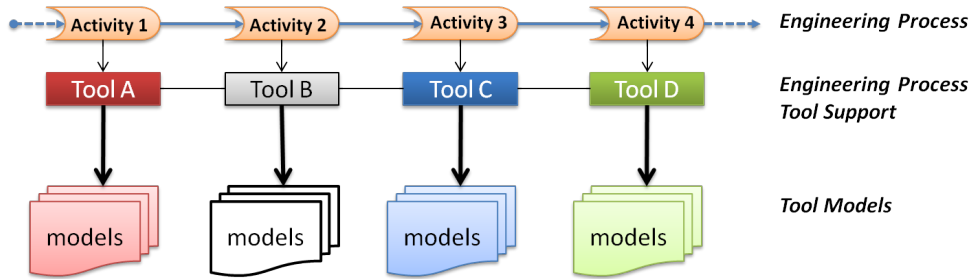 Activity 1 Activity 2 Activity 3 Activity 4 Engineering Process
Tool A Tool B Tool C Tool D Engineering Process
Tool Support
models models models models Tool Models